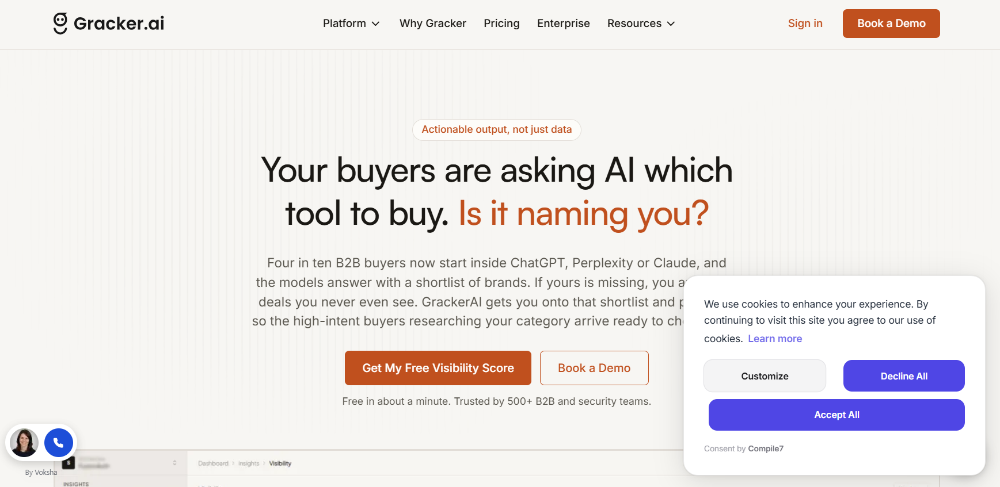 Gracker.ai
Platform
Why Gracker
Pricing
Enterprise
Resources
Sign in
Book a Demo
Actionable output, not just data
Your buyers are asking AI which
tool to buy. Is it naming you?
Four in ten B2B buyers now start inside ChatGPT, Perplexity or Claude, and
the models answer with a shortlist of brands. If yours is missing, you
deals you never even see. GrackerAI gets you onto that shortlist and
so the high-intent buyers researching your category arrive ready to
Get My Free Visibility Score
Book a Demo
Free in about a minute. Trusted by 500+ B2B and security teams.
We use cookies to enhance your experience. By
continuing to visit this site you agree to our use of
cookies. Learn more
Customize
Decline All
Accept All
Consent by Compile7
By Voksha
S
Dashboard
Insights
Visibility
INSIGHTS